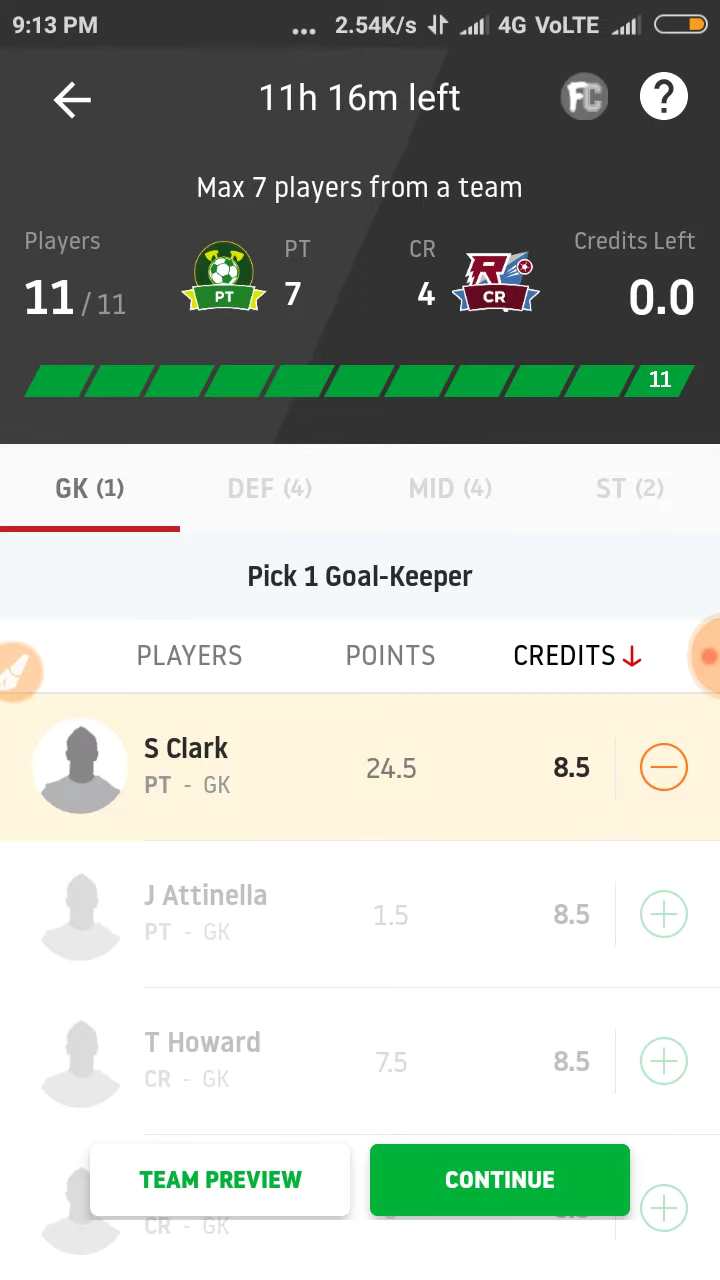 9:13 PM ... 2.54K/s 4G VoLTE
11h 16m left FC ?
Max 7 players from a team
Players PT CR Credits Left
11 / 11 PT 7 4 R CR 0.0
11
GK (1) DEF (4) MID (4) ST (2)
Pick 1 Goal-Keeper
PLAYERS POINTS CREDITS
S Clark
PT - GK 24.5 8.5
J Attinella
PT - GK 1.5 8.5
T Howard
CR - GK 7.5 8.5
TEAM PREVIEW CONTINUE
CR - GK